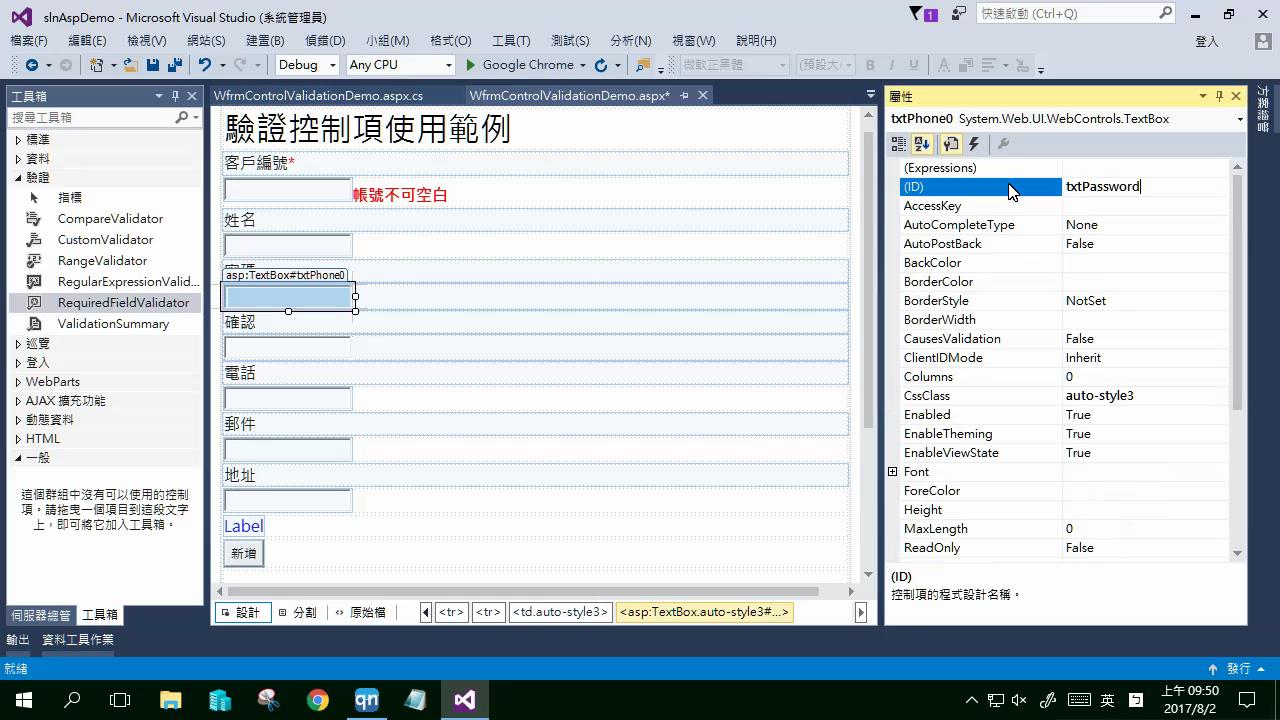 slnAspDemo - Microsoft Visual Studio (系統管理員)
1
快速啟動 (Ctrl+Q)
檔案(F) 編輯(E) 檢視(V) 網站(S) 建置(B) 偵錯(D) 小組(M) 格式(O) 工具(T) 測試(S) 分析(N) 視窗(W) 說明(H) 登入
Debug Any CPU Google Chrome 微軟正黑體 (預設大 B I U A
工具箱
搜尋工具箱
標準
資料
驗證
指標
CompareValidator
CustomValidator
RangeValidator
RegularExpressionValid...
RequiredFieldValidator
ValidationSummary
巡覽
登入
WebParts
AJAX 擴充功能
動態資料
HTML
一般
這個群組中沒有可以使用的控制
項。請拖曳一個項目到這段文字
上，即可將它加入工具箱。
伺服器總管 工具箱
WfrmControlValidationDemo.aspx.cs WfrmControlValidationDemo.aspx*
驗證控制項使用範例
客戶編號*
帳號不可空白
姓名
asp:TextBox#txtPhone0
確認
電話
郵件
地址
Label
新增
設計 分割 原始檔 <tr> <tr> <td.auto-style3> <asp:TextBox.auto-style3#...>
屬性
txtPhone0 System.Web.UI.WebControls.TextBox
(Expressions)
(ID) txtPassword
AccessKey
AutoCompleteType None
AutoPostBack False
BackColor
BorderColor
BorderStyle NotSet
BorderWidth
CausesValidation False
ClientIDMode Inherit
Columns 0
CssClass auto-style3
Enabled True
EnableTheming True
EnableViewState True
Font
ForeColor
Height
MaxLength 0
ReadOnly False
(ID)
控制項的程式設計名稱。
方案總管
輸出 資料工具作業
就緒 發行
qn
英
上午 09:50
2017/8/2